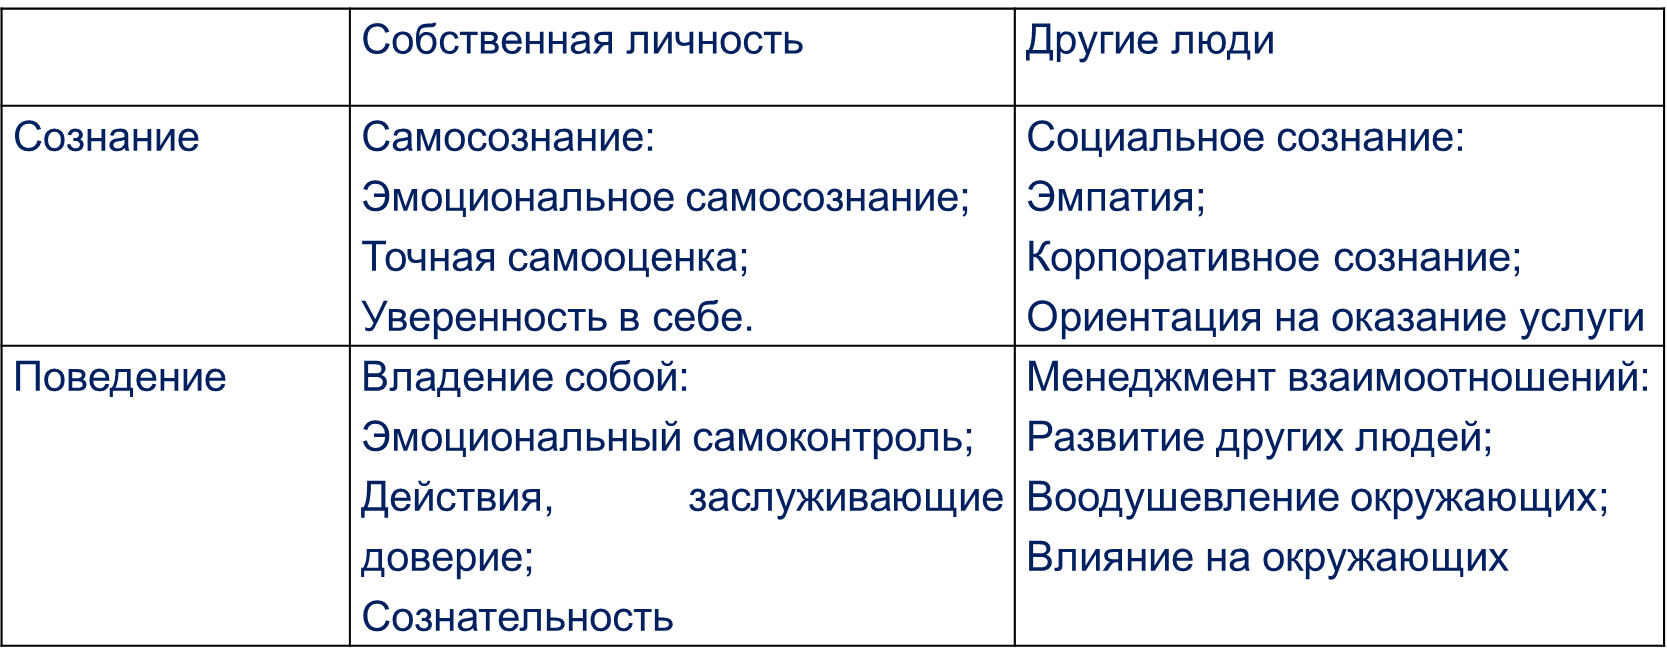 Собственная личность
Другие люди
Сознание
Самосознание:
Эмоциональное самосознание;
Точная самооценка;
Уверенность в себе.
Социальное сознание:
Эмпатия;
Корпоративное сознание;
Ориентация на оказание услуги
Поведение
Владение собой:
Эмоциональный самоконтроль;
Действия, заслуживающие
доверие;
Сознательность
Менеджмент взаимоотношений:
Развитие других людей;
Воодушевление окружающих;
Влияние на окружающих